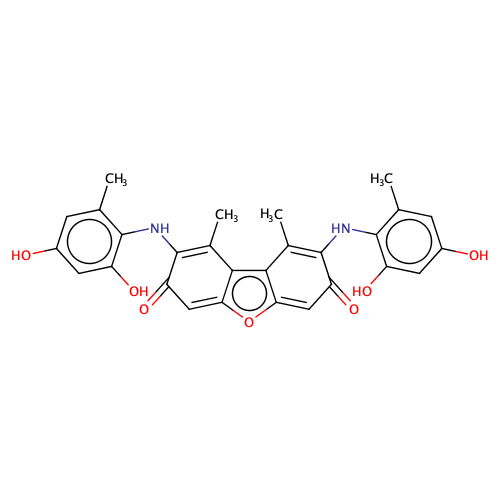 CH₃ CH₃ H₃C H₃C
NH HN
HO OH
OH HO
O O
O